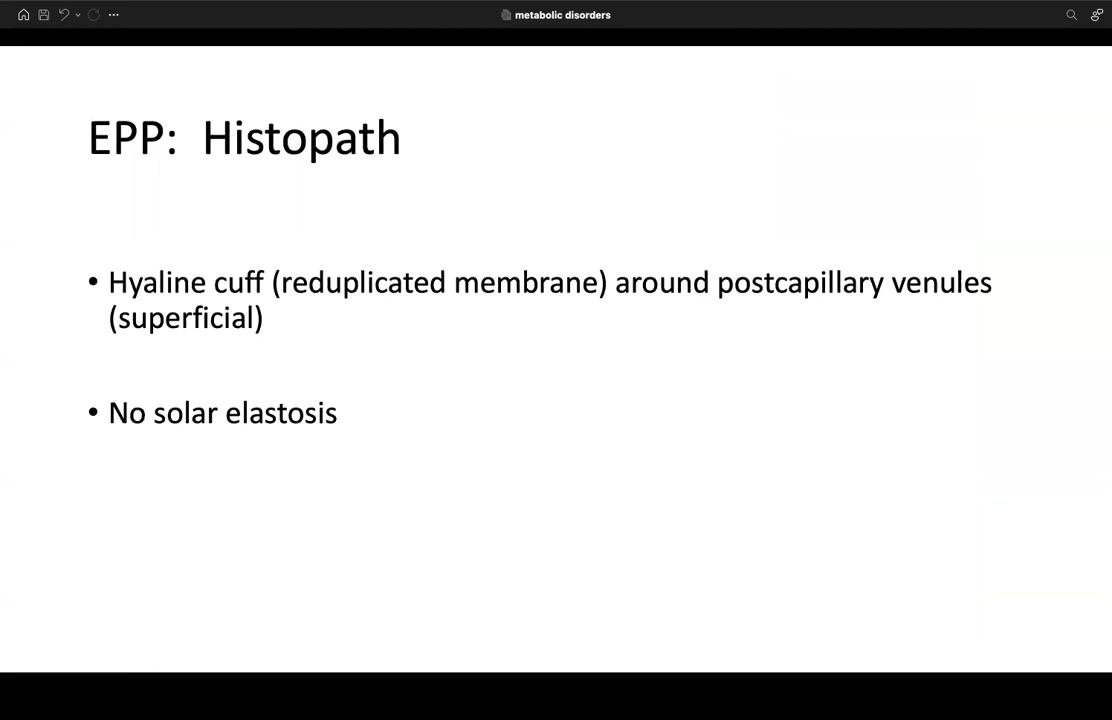 metabolic disorders
EPP: Histopath
• Hyaline cuff (reduplicated membrane) around postcapillary venules
(superficial)
• No solar elastosis